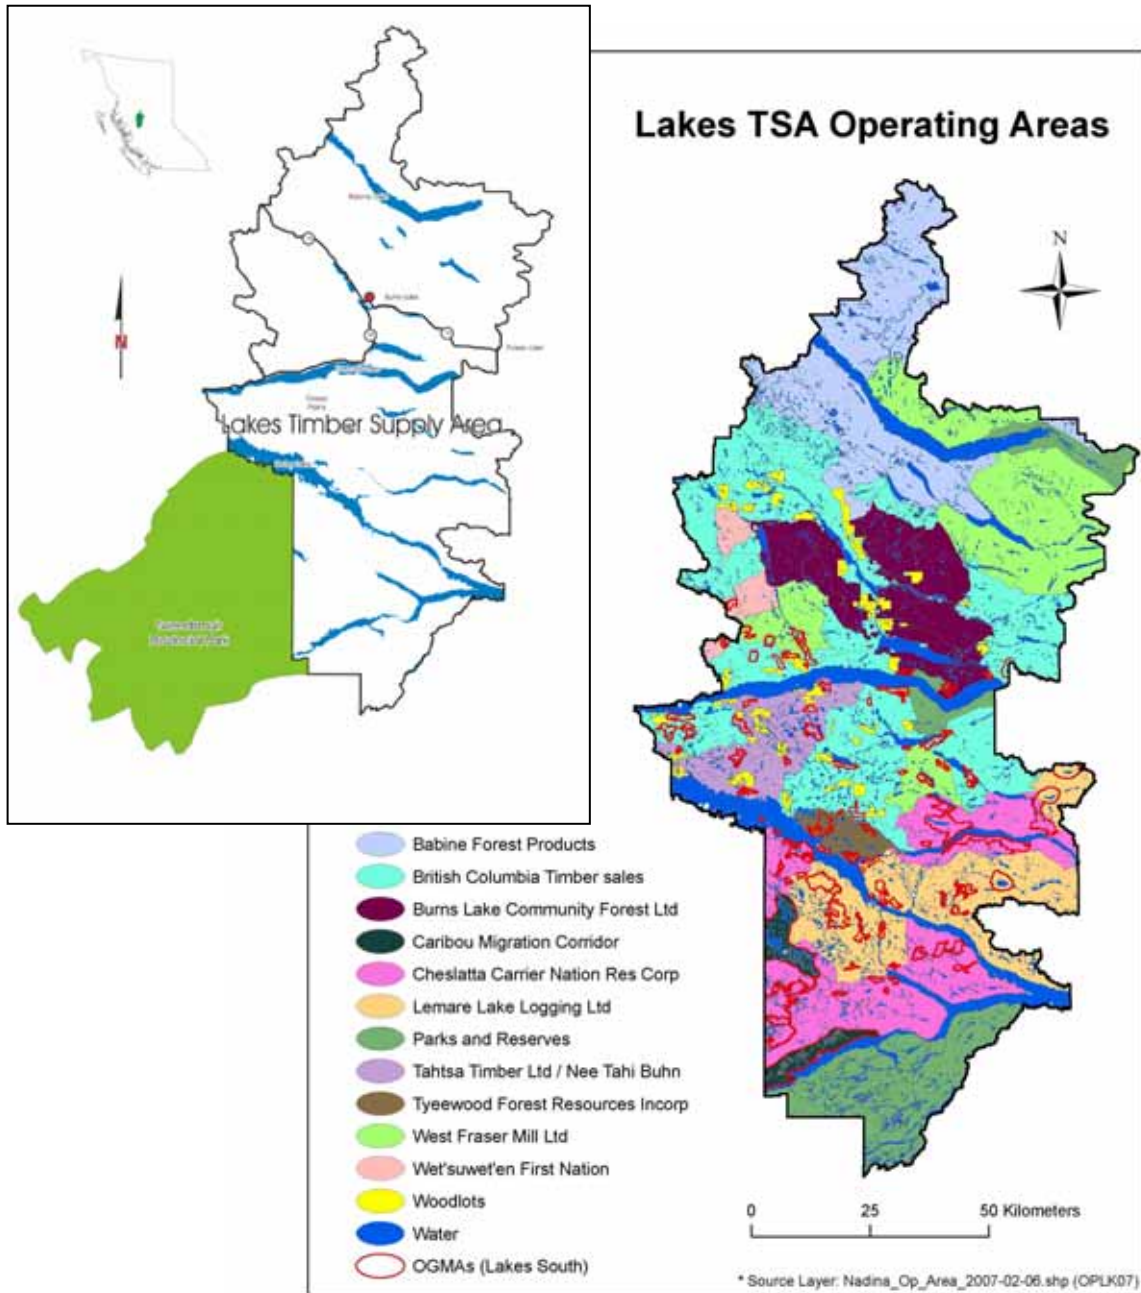 Lakes TSA Operating Areas
N
Burns Lake
N
Lakes Timber Supply Area
Babine Forest Products
British Columbia Timber sales
Burns Lake Community Forest Ltd
Caribou Migration Corridor
Cheslatta Carrier Nation Res Corp
Lemare Lake Logging Ltd
Parks and Reserves
Tahtsa Timber Ltd / Nee Tahi Buhn
Tyeewood Forest Resources Incorp
West Fraser Mill Ltd
Wet'suwet'en First Nation
Woodlots
Water
OGMAs (Lakes South)
0 25 50 Kilometers
* Source Layer: Nadina_Op_Area_2007-02-06.shp (OPLK07)